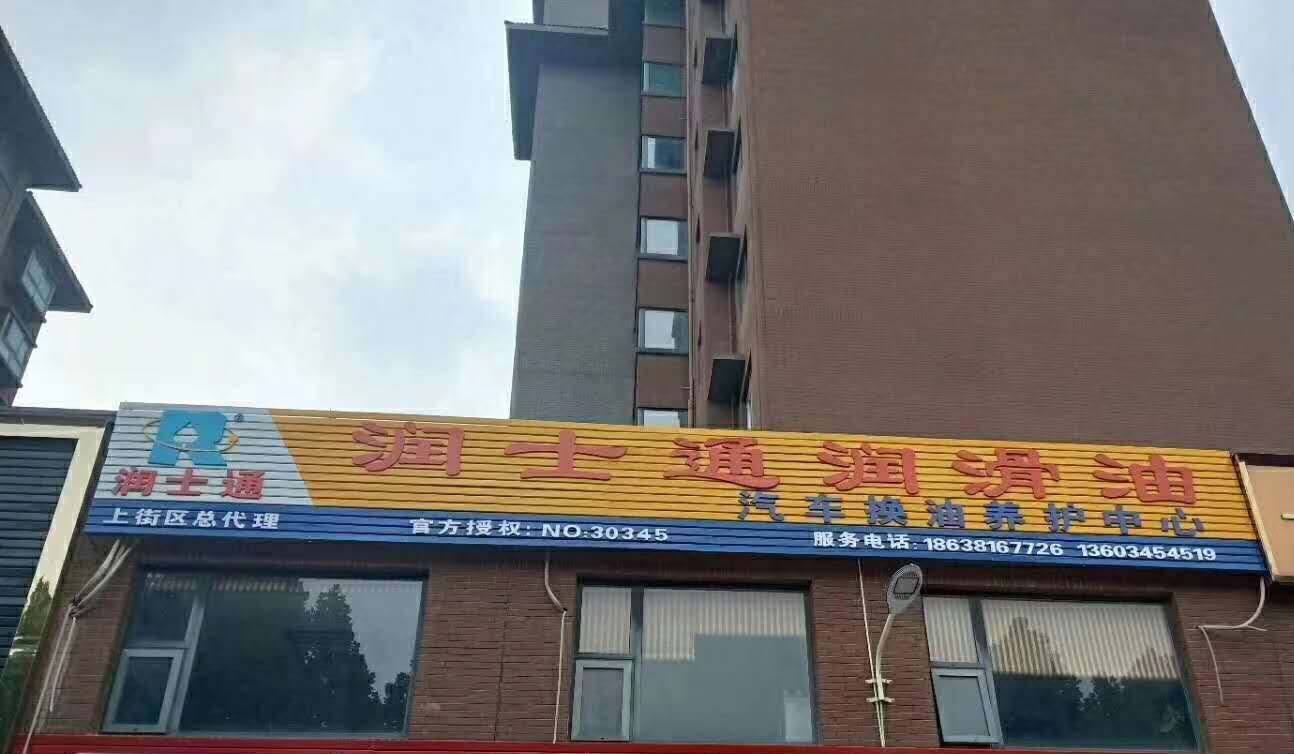 润士通润滑油
润士通
汽车换油养护中心
上街区总代理
官方授权:NO:30345
服务电话:18638167726 13603454519